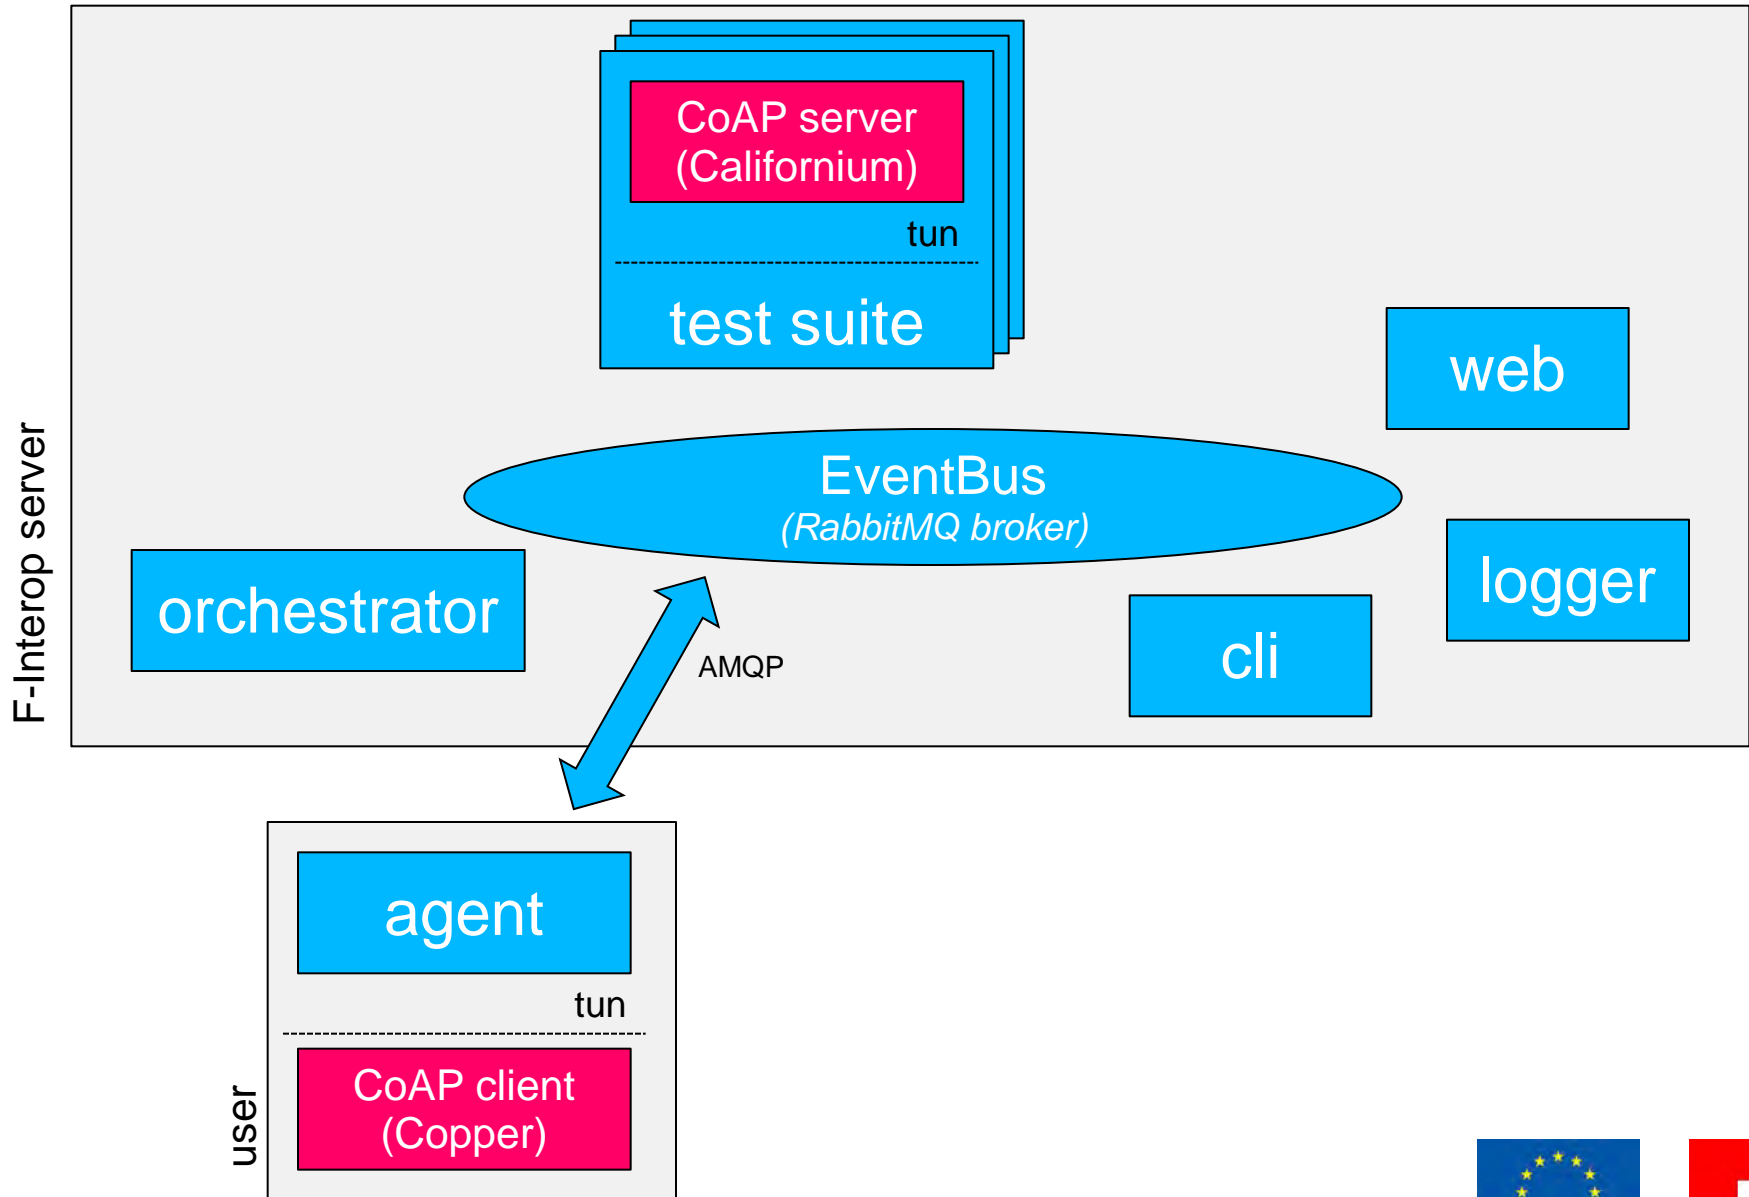 CoAP server
(Californium)
tun
test suite
web
EventBus
(RabbitMQ broker)
F-Interop server
orchestrator
logger
cli
AMQP
agent
tun
CoAP client
(Copper)
user